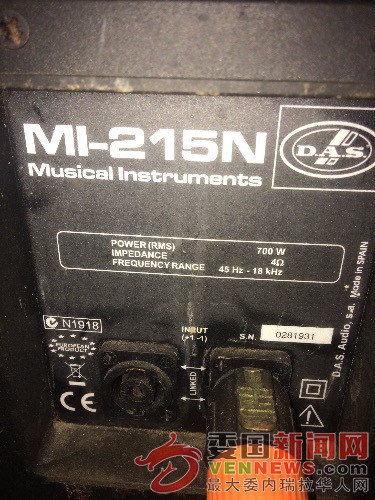 MI-215N
Musical Instruments
D.A.S.
POWER (RMS) 700 W
IMPEDANCE 4Ω
FREQUENCY RANGE 45 Hz - 18 kHz
N1918
EUROPEAN
PRODUCT
CE
INPUT
(+1 -1)
LINKED
S.N. 0281931
D.A.S. Audio, s.a. Made in SPAIN
委国新闻网
VENNEWS.com
最大委内瑞拉华人网